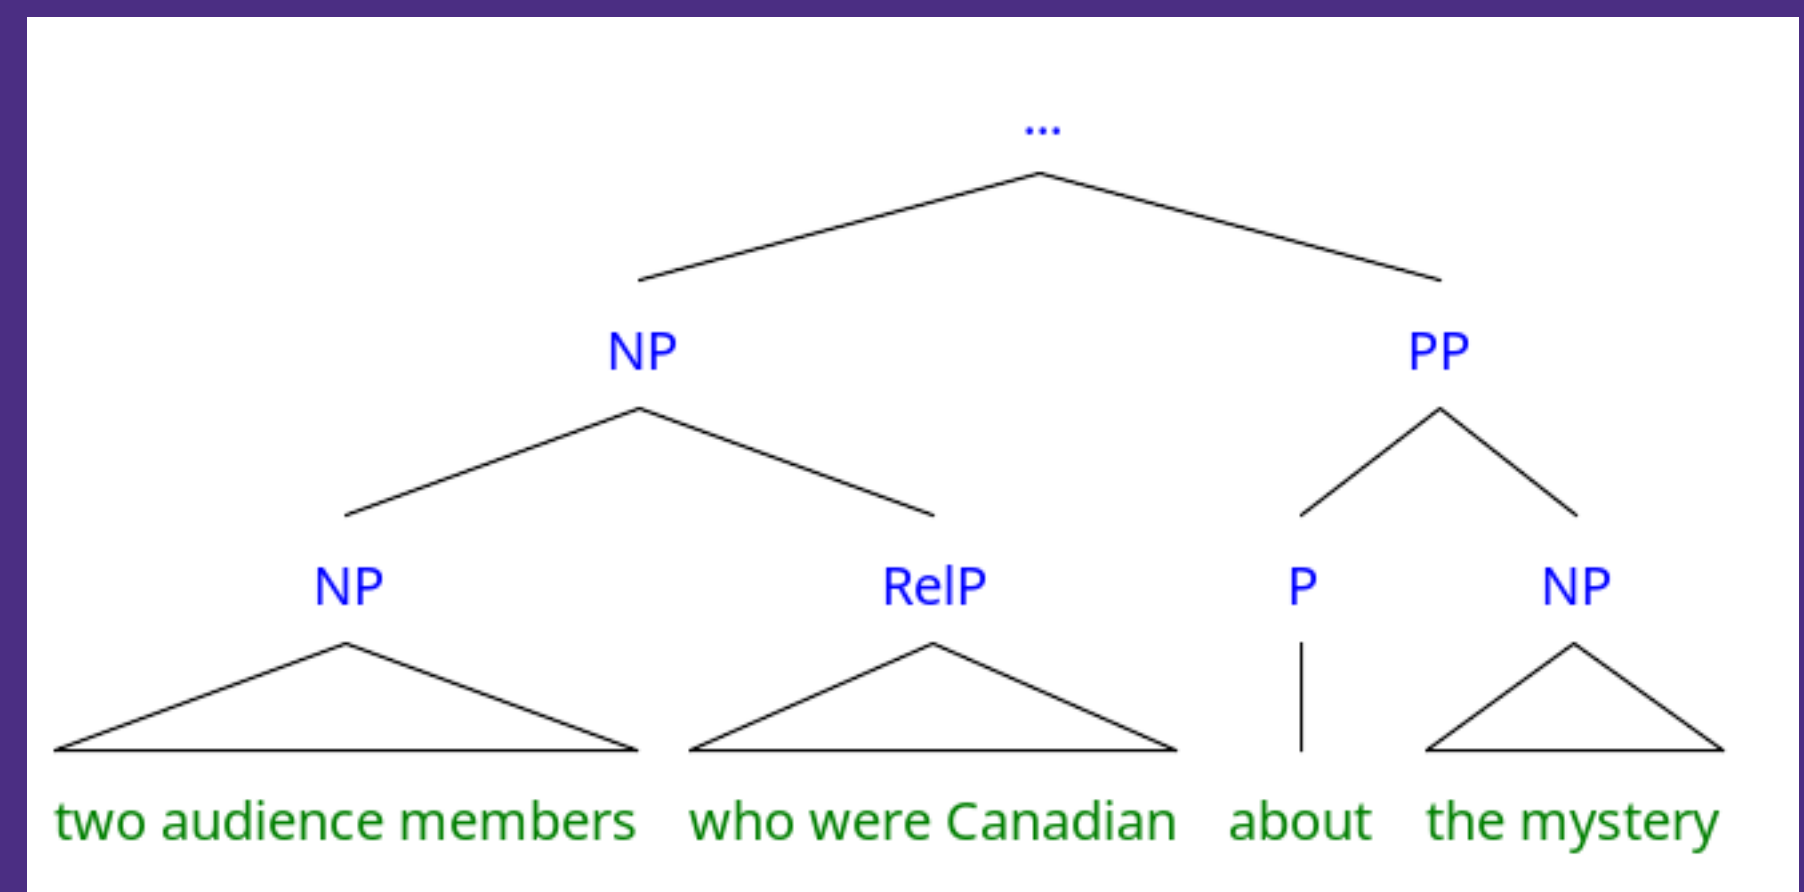 ...
NP PP
NP RelP P NP
two audience members who were Canadian about the mystery